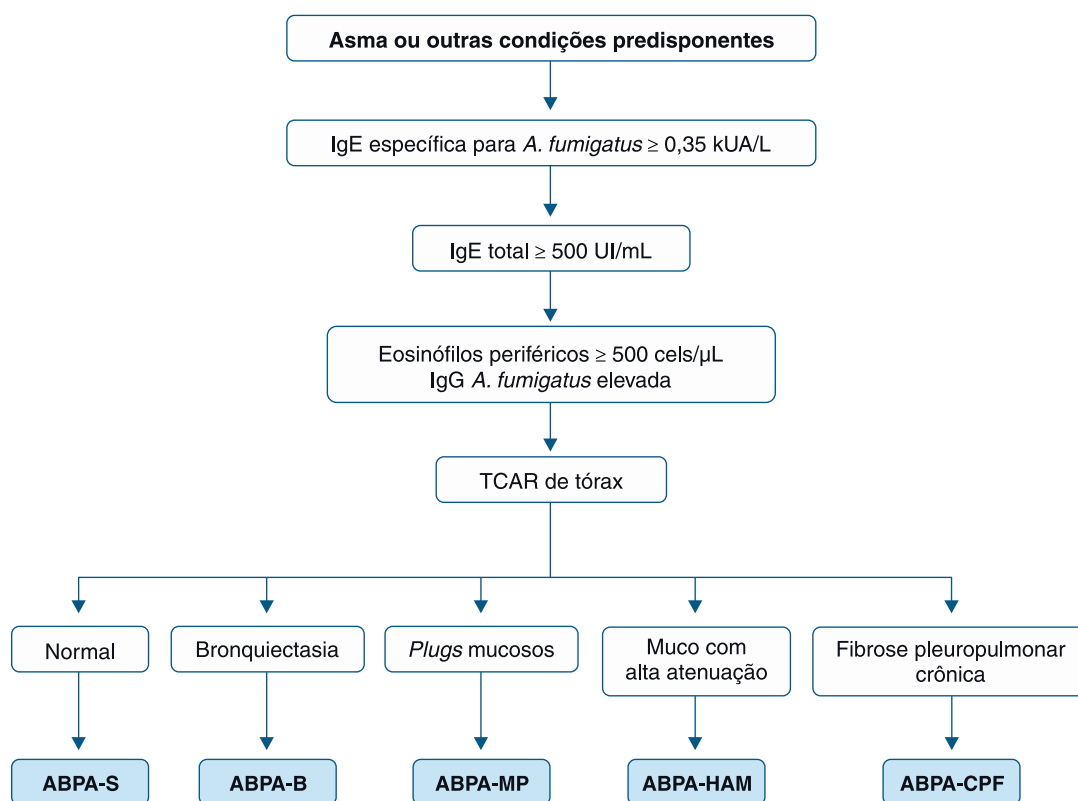 Asma ou outras condições predisponentes
IgE específica para A. fumigatus ≥ 0,35 kUA/L
IgE total ≥ 500 UI/mL
Eosinófilos periféricos ≥ 500 cels/µL
IgG A. fumigatus elevada
TCAR de tórax
Normal
Bronquiectasia
Plugs mucosos
Muco com
alta atenuação
Fibrose pleuropulmonar
crônica
ABPA-S
ABPA-B
ABPA-MP
ABPA-HAM
ABPA-CPF